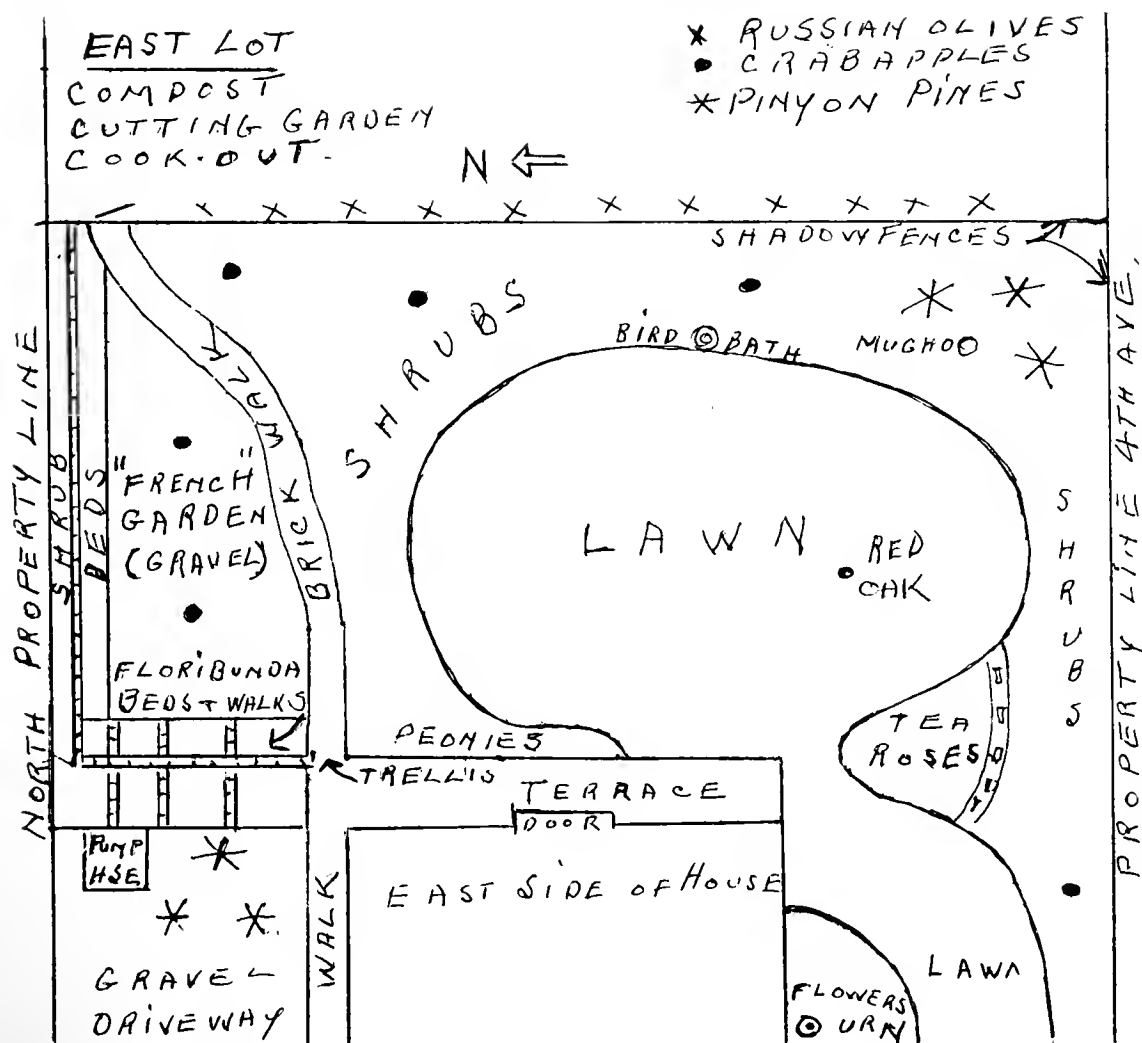 EAST LOT
COMPOST
CUTTING GARDEN
COOK-OUT.
RUSSIAN OLIVES
CRABAPPLES
PINYON PINES
N
SHADOWY FENCES
BIRD BATH
MUGHO
SHRUBS
BRICK WALK
NORTH PROPERTY LINE
SHRUB
BEDS
"FRENCH"
GARDEN
(GRAVEL)
LAWN
RED
OAK
SHRUBS
PROPERTY LINE 4TH AVE.
FLORIBUNDA
BEDS + WALKS
PEONIES
TEA
ROSES
TRELLIS
TERRACE
DOOR
PUMP
HSE
EAST SIDE OF HOUSE
WALK
GRAVEL
DRIVEWAY
LAWN
FLOWERS
URN